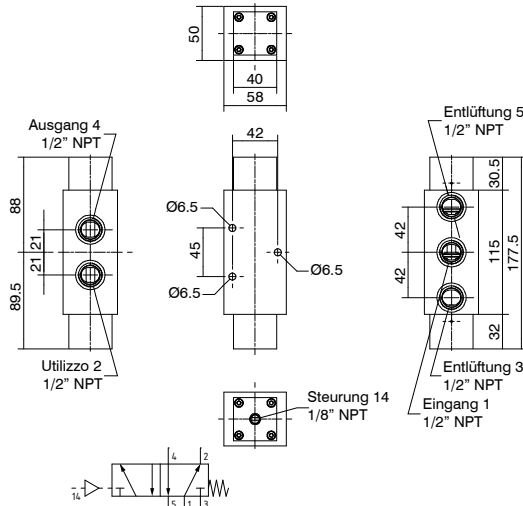 50
40
58
Ausgang 4
1/2” NPT
88
21
21
89.5
Utilizzo 2
1/2” NPT
42
Ø6.5
45
Ø6.5
Ø6.5
Entlüftung 5
1/2” NPT
30.5
42
42
115
177.5
32
Entlüftung 3
1/2” NPT
Eingang 1
1/2” NPT
Steurung 14
1/8” NPT
4
2
14
5
1
3